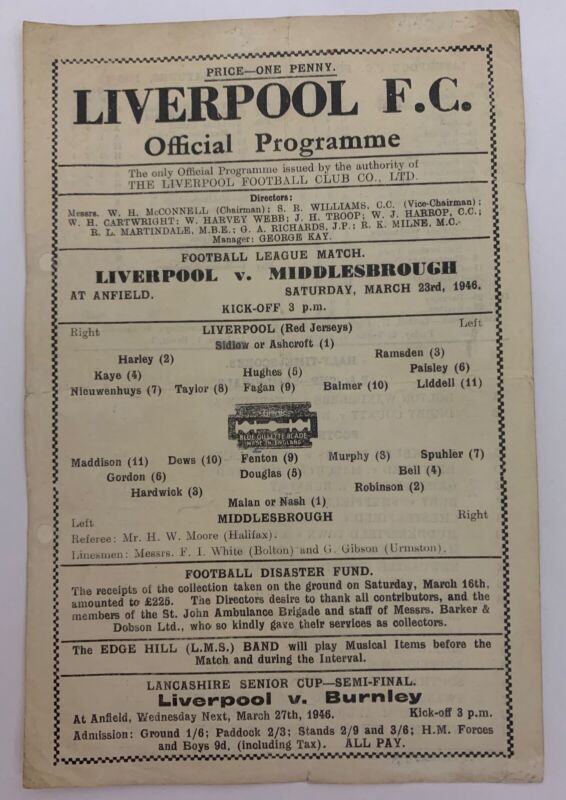 PRICE—ONE PENNY.
LIVERPOOL F.C.
Official Programme
The only Official Programme issued by the authority of
THE LIVERPOOL FOOTBALL CLUB CO., LTD.
Directors:
Messrs. W. H. McCONNELL (Chairman); S. R. WILLIAMS, C.C. (Vice-Chairman);
W. H. CARTWRIGHT; W. HARVEY WEBB; J. H. TROOP; W. J. HARROP, C.C.;
R. L. MARTINDALE, M.B.E.; G. A. RICHARDS, J.P.; R. K. MILNE, M.C.
Manager: GEORGE KAY.
FOOTBALL LEAGUE MATCH.
LIVERPOOL v. MIDDLESBROUGH
AT ANFIELD. SATURDAY, MARCH 23rd, 1946.
KICK-OFF 3 p.m.
Right LIVERPOOL (Red Jerseys) Left
Sidlow or Ashcroft (1)
Harley (2) Ramsden (3)
Kaye (4) Hughes (5) Paisley (6)
Nieuwenhuys (7) Taylor (8) Fagan (9) Balmer (10) Liddell (11)
BLUE GILLETTE BLADE
MADE IN ENGLAND
Maddison (11) Dews (10) Fenton (9) Murphy (8) Spuhler (7)
Gordon (6) Douglas (5) Bell (4)
Hardwick (3) Robinson (2)
Malan or Nash (1)
Left MIDDLESBROUGH Right
Referee: Mr. H. W. Moore (Halifax).
Linesmen: Messrs. F. I. White (Bolton) and G. Gibson (Urmston).
FOOTBALL DISASTER FUND.
The receipts of the collection taken on the ground on Saturday, March 16th,
amounted to £225. The Directors desire to thank all contributors, and the
members of the St. John Ambulance Brigade and staff of Messrs. Barker &
Dobson Ltd., who so kindly gave their services as collectors.
The EDGE HILL (L.M.S.) BAND will play Musical Items before the
Match and during the Interval.
LANCASHIRE SENIOR CUP—SEMI-FINAL.
Liverpool v. Burnley
At Anfield, Wednesday Next, March 27th, 1946. Kick-off 3 p.m.
Admission: Ground 1/6; Paddock 2/3; Stands 2/9 and 3/6; H.M. Forces
and Boys 9d. (including Tax). ALL PAY.